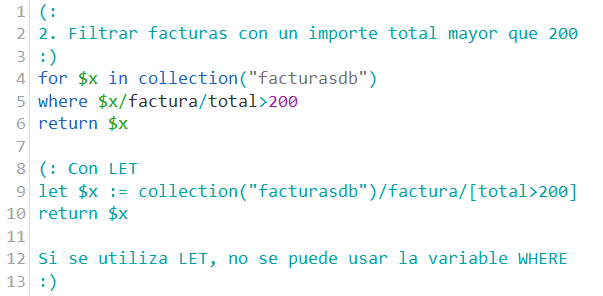 1 (:
2 2. Filtrar facturas con un importe total mayor que 200
3 :)
4 for $x in collection("facturasdb")
5 where $x/factura/total>200
6 return $x
7
8 (: Con LET
9 let $x := collection("facturasdb")/factura/[total>200]
10 return $x
11
12 Si se utiliza LET, no se puede usar la variable WHERE
13 :)